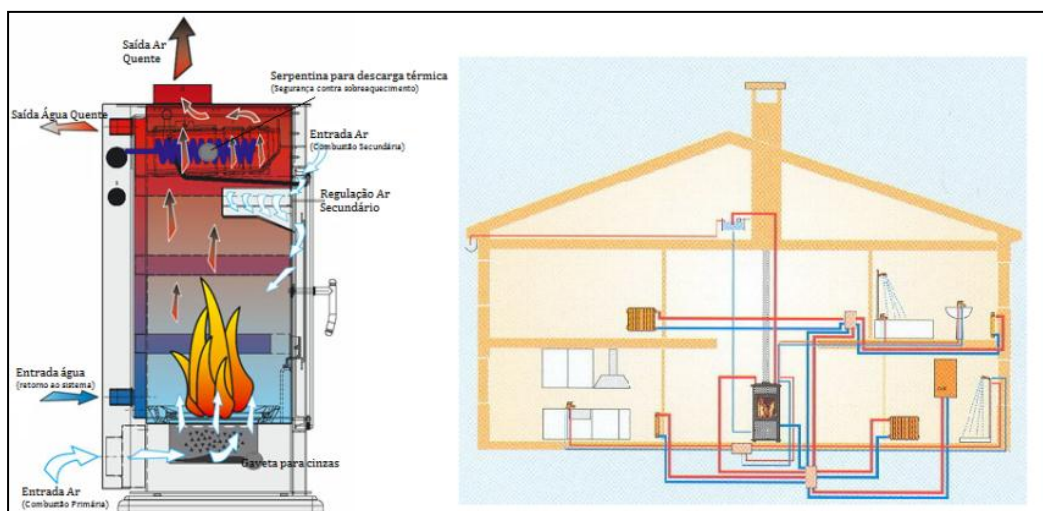 Saída Ar
Quente
Serpentina para descarga térmica
(Segurança contra sobreaquecimento)
Saída Água Quente
Entrada Ar
(Combustão Secundária)
Regulação Ar
Secundário
Entrada água
(retorno ao sistema)
Gaveta para cinzas
Entrada Ar
(Combustão Primária)